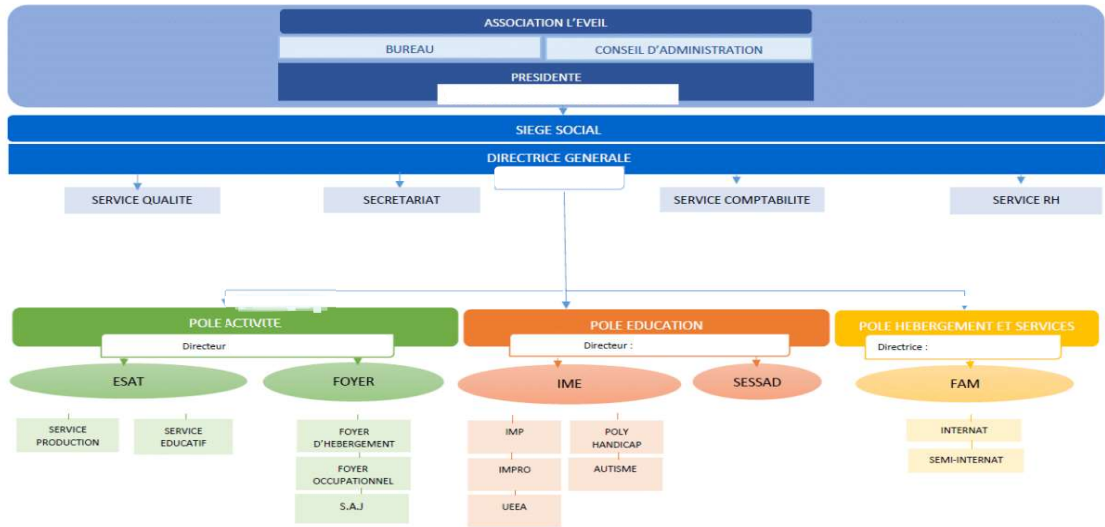 ASSOCIATION L'EVEIL
BUREAU
CONSEIL D'ADMINISTRATION
PRESIDENTE
SIEGE SOCIAL
DIRECTRICE GENERALE
SERVICE QUALITE
SECRETARIAT
SERVICE COMPTABILITE
SERVICE RH
POLE ACTIVITE
Directeur
ESAT
FOYER
SERVICE
PRODUCTION
SERVICE
EDUCATIF
FOYER
D'HEBERGEMENT
FOYER
OCCUPATIONNEL
S.A.J
POLE EDUCATION
Directeur :
IME
SESSAD
IMP
POLY
HANDICAP
IMPRO
AUTISME
UEEA
POLE HEBERGEMENT ET SERVICES
Directrice :
FAM
INTERNAT
SEMI-INTERNAT